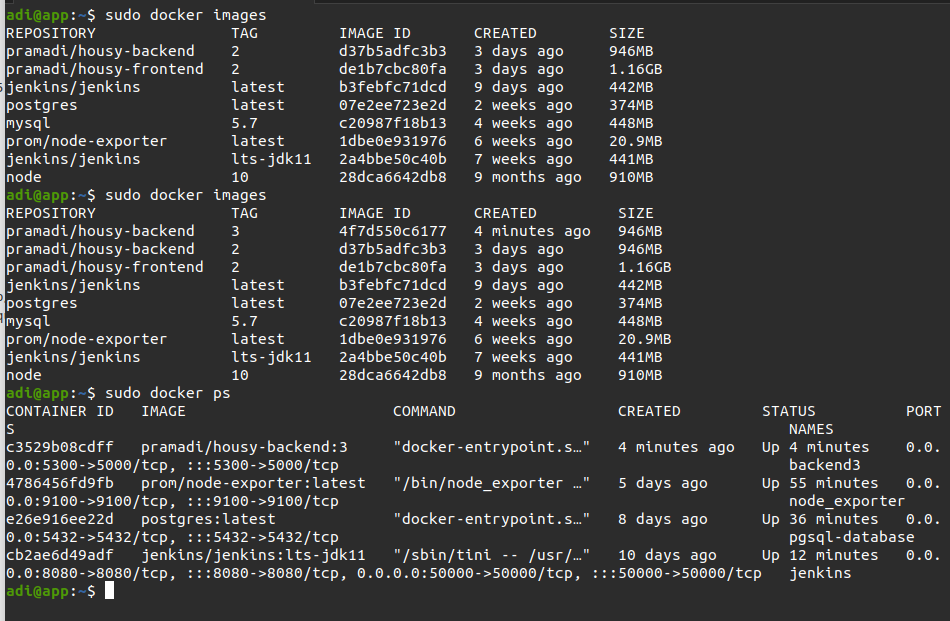 adi@app:~$ sudo docker images
REPOSITORY TAG IMAGE ID CREATED SIZE
pramadi/housy-backend 2 d37b5adfc3b3 3 days ago 946MB
pramadi/housy-frontend 2 de1b7cbc80fa 3 days ago 1.16GB
jenkins/jenkins latest b3febfc71dcd 9 days ago 442MB
postgres latest 07e2ee723e2d 2 weeks ago 374MB
mysql 5.7 c20987f18b13 4 weeks ago 448MB
prom/node-exporter latest 1dbe0e931976 6 weeks ago 20.9MB
jenkins/jenkins lts-jdk11 2a4bbe50c40b 7 weeks ago 441MB
node 10 28dca6642db8 9 months ago 910MB
adi@app:~$ sudo docker images
REPOSITORY TAG IMAGE ID CREATED SIZE
pramadi/housy-backend 3 4f7d550c6177 4 minutes ago 946MB
pramadi/housy-backend 2 d37b5adfc3b3 3 days ago 946MB
pramadi/housy-frontend 2 de1b7cbc80fa 3 days ago 1.16GB
jenkins/jenkins latest b3febfc71dcd 9 days ago 442MB
postgres latest 07e2ee723e2d 2 weeks ago 374MB
mysql 5.7 c20987f18b13 4 weeks ago 448MB
prom/node-exporter latest 1dbe0e931976 6 weeks ago 20.9MB
jenkins/jenkins lts-jdk11 2a4bbe50c40b 7 weeks ago 441MB
node 10 28dca6642db8 9 months ago 910MB
adi@app:~$ sudo docker ps
CONTAINER ID IMAGE COMMAND CREATED STATUS PORT
S NAMES
c3529b08cdff pramadi/housy-backend:3 "docker-entrypoint.s…" 4 minutes ago Up 4 minutes 0.0.
0.0:5300->5000/tcp, :::5300->5000/tcp backend3
4786456fd9fb prom/node-exporter:latest "/bin/node_exporter …" 5 days ago Up 55 minutes 0.0.
0.0:9100->9100/tcp, :::9100->9100/tcp node_exporter
e26e916ee22d postgres:latest "docker-entrypoint.s…" 8 days ago Up 36 minutes 0.0.
0.0:5432->5432/tcp, :::5432->5432/tcp pgsql-database
cb2ae6d49adf jenkins/jenkins:lts-jdk11 "/sbin/tini -- /usr/…" 10 days ago Up 12 minutes 0.0.
0.0:8080->8080/tcp, :::8080->8080/tcp, 0.0.0.0:50000->50000/tcp, :::50000->50000/tcp jenkins
adi@app:~$